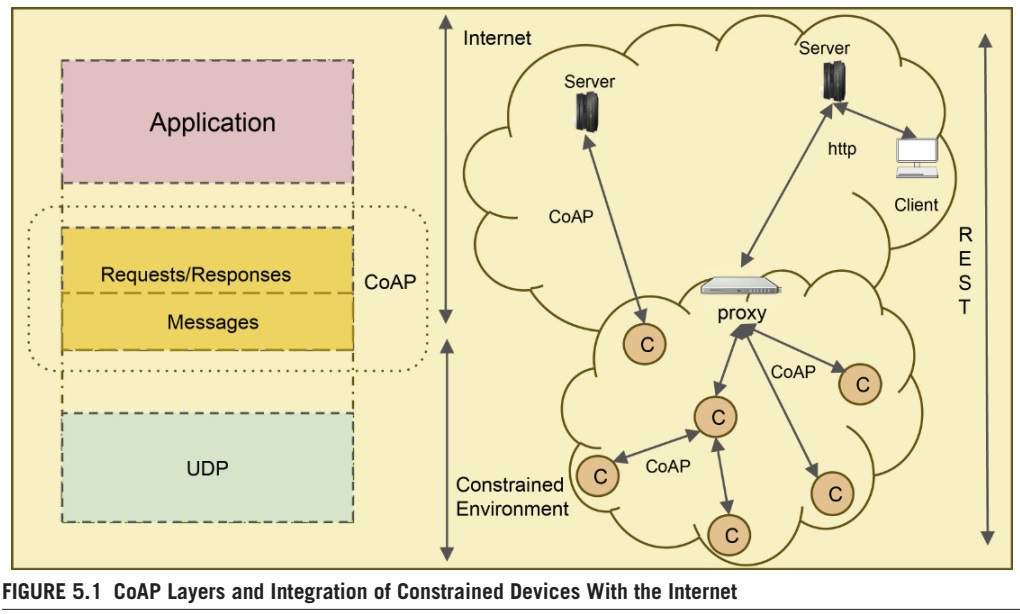 Application
Requests/Responses
Messages
CoAP
UDP
Internet
Constrained
Environment
Server
Server
http
Client
CoAP
proxy
C
CoAP
C
C
C
CoAP
C
C
R
E
S
T
FIGURE 5.1 CoAP Layers and Integration of Constrained Devices With the Internet